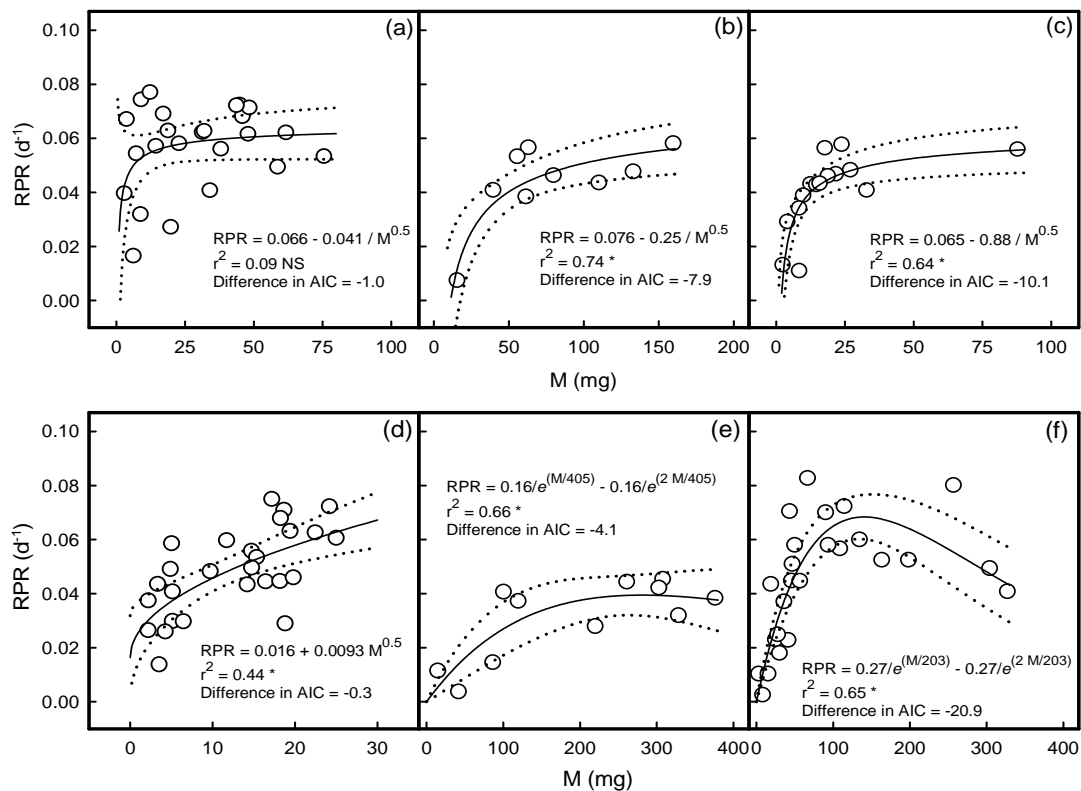 (a)
(b)
(c)
0.10
0.08
0.06
0.04
0.02
0.00
RPR (d-1)
RPR = 0.066 - 0.041 / M0.5
r2 = 0.09 NS
Difference in AIC = -1.0
RPR = 0.076 - 0.25 / M0.5
r2 = 0.74 *
Difference in AIC = -7.9
RPR = 0.065 - 0.88 / M0.5
r2 = 0.64 *
Difference in AIC = -10.1
0 25 50 75 100
0 50 100 150 200
0 25 50 75 100
M (mg)
(d)
(e)
(f)
0.10
0.08
0.06
0.04
0.02
0.00
RPR (d-1)
RPR = 0.016 + 0.0093 M0.5
r2 = 0.44 *
Difference in AIC = -0.3
RPR = 0.16/e(M/405) - 0.16/e(2 M/405)
r2 = 0.66 *
Difference in AIC = -4.1
RPR = 0.27/e(M/203) - 0.27/e(2 M/203)
r2 = 0.65 *
Difference in AIC = -20.9
0 10 20 30
0 100 200 300 400
0 100 200 300 400
M (mg)